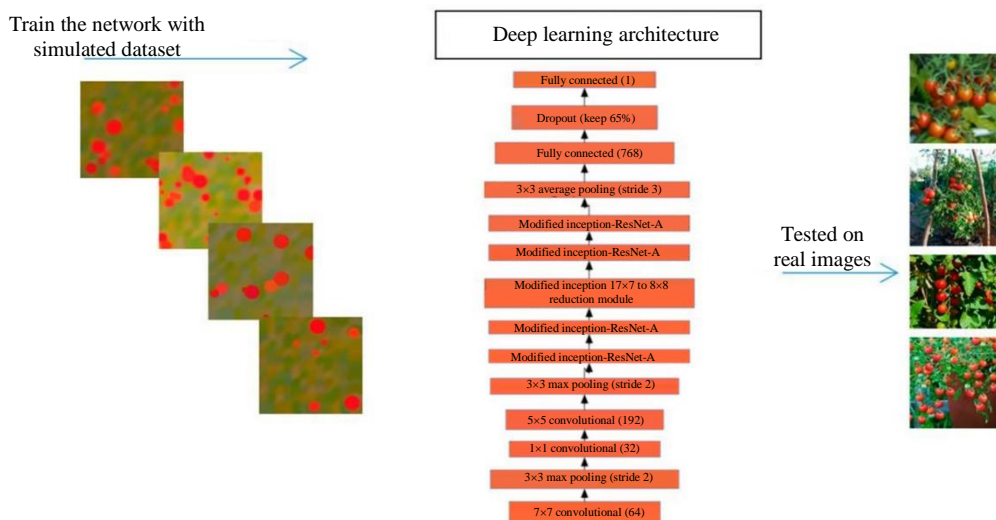 Train the network with
simulated dataset
Deep learning architecture
Fully connected (1)
Dropout (keep 65%)
Fully connected (768)
3×3 average pooling (stride 3)
Modified inception-ResNet-A
Modified inception-ResNet-A
Modified inception 17×7 to 8×8
reduction module
Modified inception-ResNet-A
Modified inception-ResNet-A
3×3 max pooling (stride 2)
5×5 convolutional (192)
1×1 convolutional (32)
3×3 max pooling (stride 2)
7×7 convolutional (64)
Tested on
real images